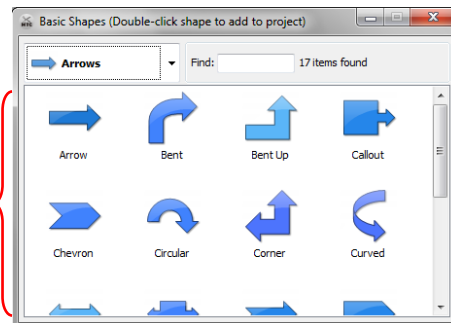 Basic Shapes (Double-click shape to add to project)
Arrows Find: 17 items found
Arrow Bent Bent Up Callout
Chevron Circular Corner Curved